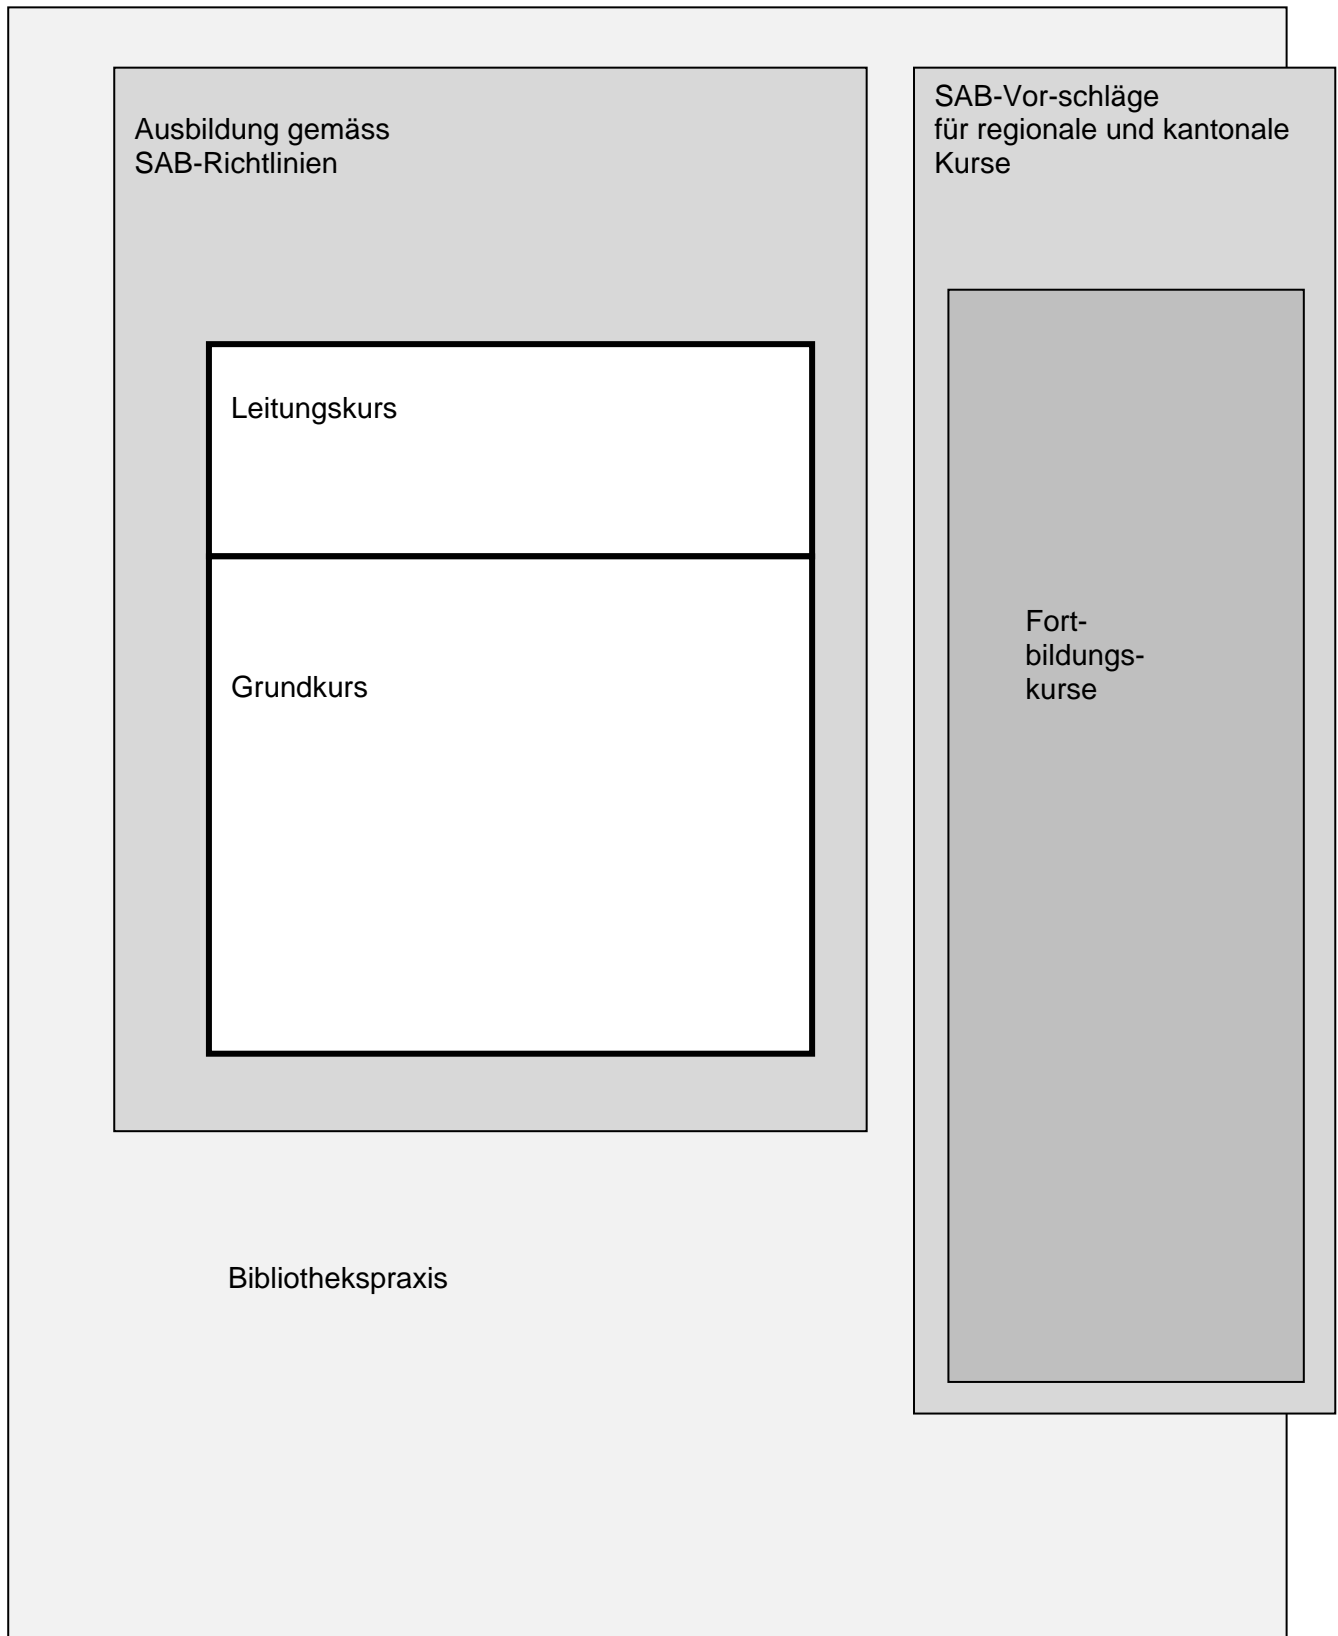 Ausbildung gemäss
SAB-Richtlinien
SAB-Vor-schläge
für regionale und kantonale
Kurse
Leitungskurs
Grundkurs
Fort-
bildungs-
kurse
Bibliothekspraxis